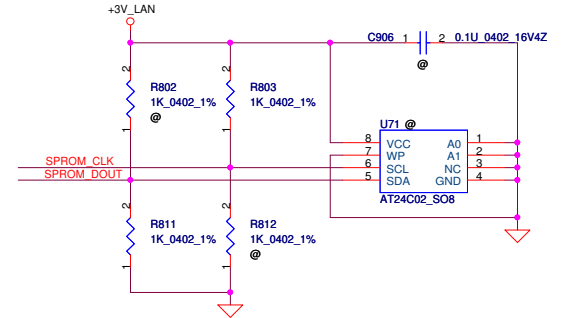 +3V_LAN
C906 1 2 0.1U_0402_16V4Z
@
2 2
R802 R803
1K_0402_1% 1K_0402_1%
@
1 1
U71 @
8 VCC A0 1
7 WP A1 2
6 SCL NC 3
5 SDA GND 4
AT24C02_SO8
SPROM_CLK
SPROM_DOUT
2 2
R811 R812
1K_0402_1% 1K_0402_1%
@
1 1